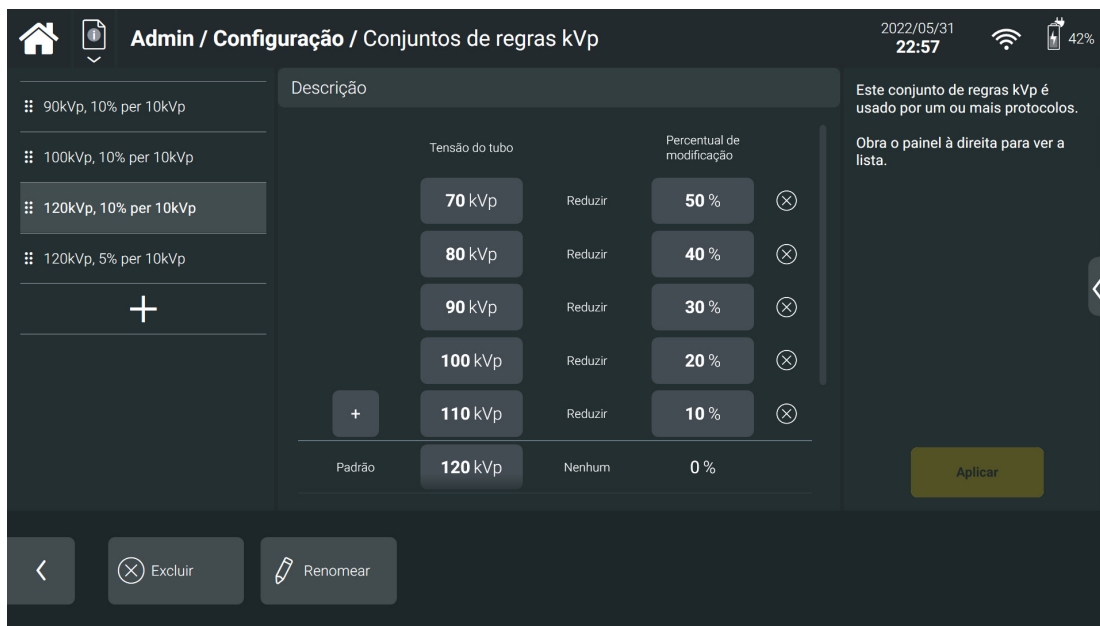 Admin / Configuração / Conjuntos de regras kVp
2022/05/31
22:57
42%
90kVp, 10% per 10kVp
100kVp, 10% per 10kVp
120kVp, 10% per 10kVp
120kVp, 5% per 10kVp
+
Descrição
Tensão do tubo
Percentual de
modificação
70 kVp Reduzir 50 %
80 kVp Reduzir 40 %
90 kVp Reduzir 30 %
100 kVp Reduzir 20 %
+ 110 kVp Reduzir 10 %
Padrão 120 kVp Nenhum 0 %
Este conjunto de regras kVp é
usado por um ou mais protocolos.
Obra o painel à direita para ver a
lista.
Aplicar
Excluir
Renomear